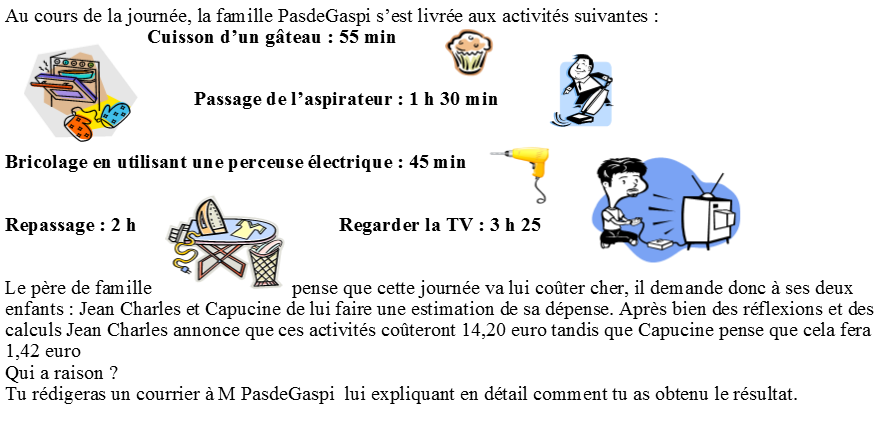 Au cours de la journée, la famille PasdeGaspi s’est livrée aux activités suivantes :
Cuisson d’un gâteau : 55 min
Passage de l’aspirateur : 1 h 30 min
Bricolage en utilisant une perceuse électrique : 45 min
Repassage : 2 h Regarder la TV : 3 h 25
Le père de famille pense que cette journée va lui coûter cher, il demande donc à ses deux
enfants : Jean Charles et Capucine de lui faire une estimation de sa dépense. Après bien des réflexions et des
calculs Jean Charles annonce que ces activités coûteront 14,20 euro tandis que Capucine pense que cela fera
1,42 euro
Qui a raison ?
Tu rédigeras un courrier à M PasdeGaspi lui expliquant en détail comment tu as obtenu le résultat.